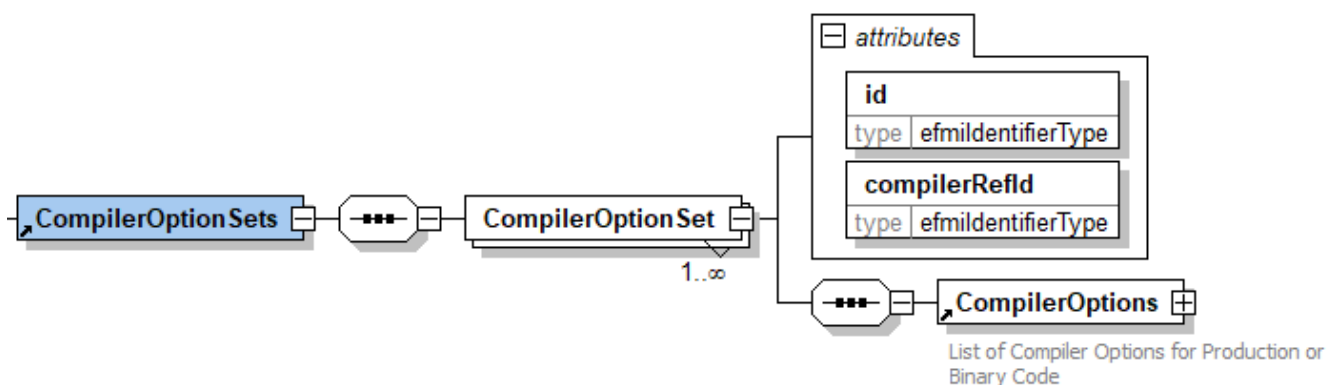 attributes
id
type efmiIdentifierType
compilerRefId
type efmiIdentifierType
CompilerOptionSets
CompilerOptionSet
1..∞
CompilerOptions
List of Compiler Options for Production or
Binary Code